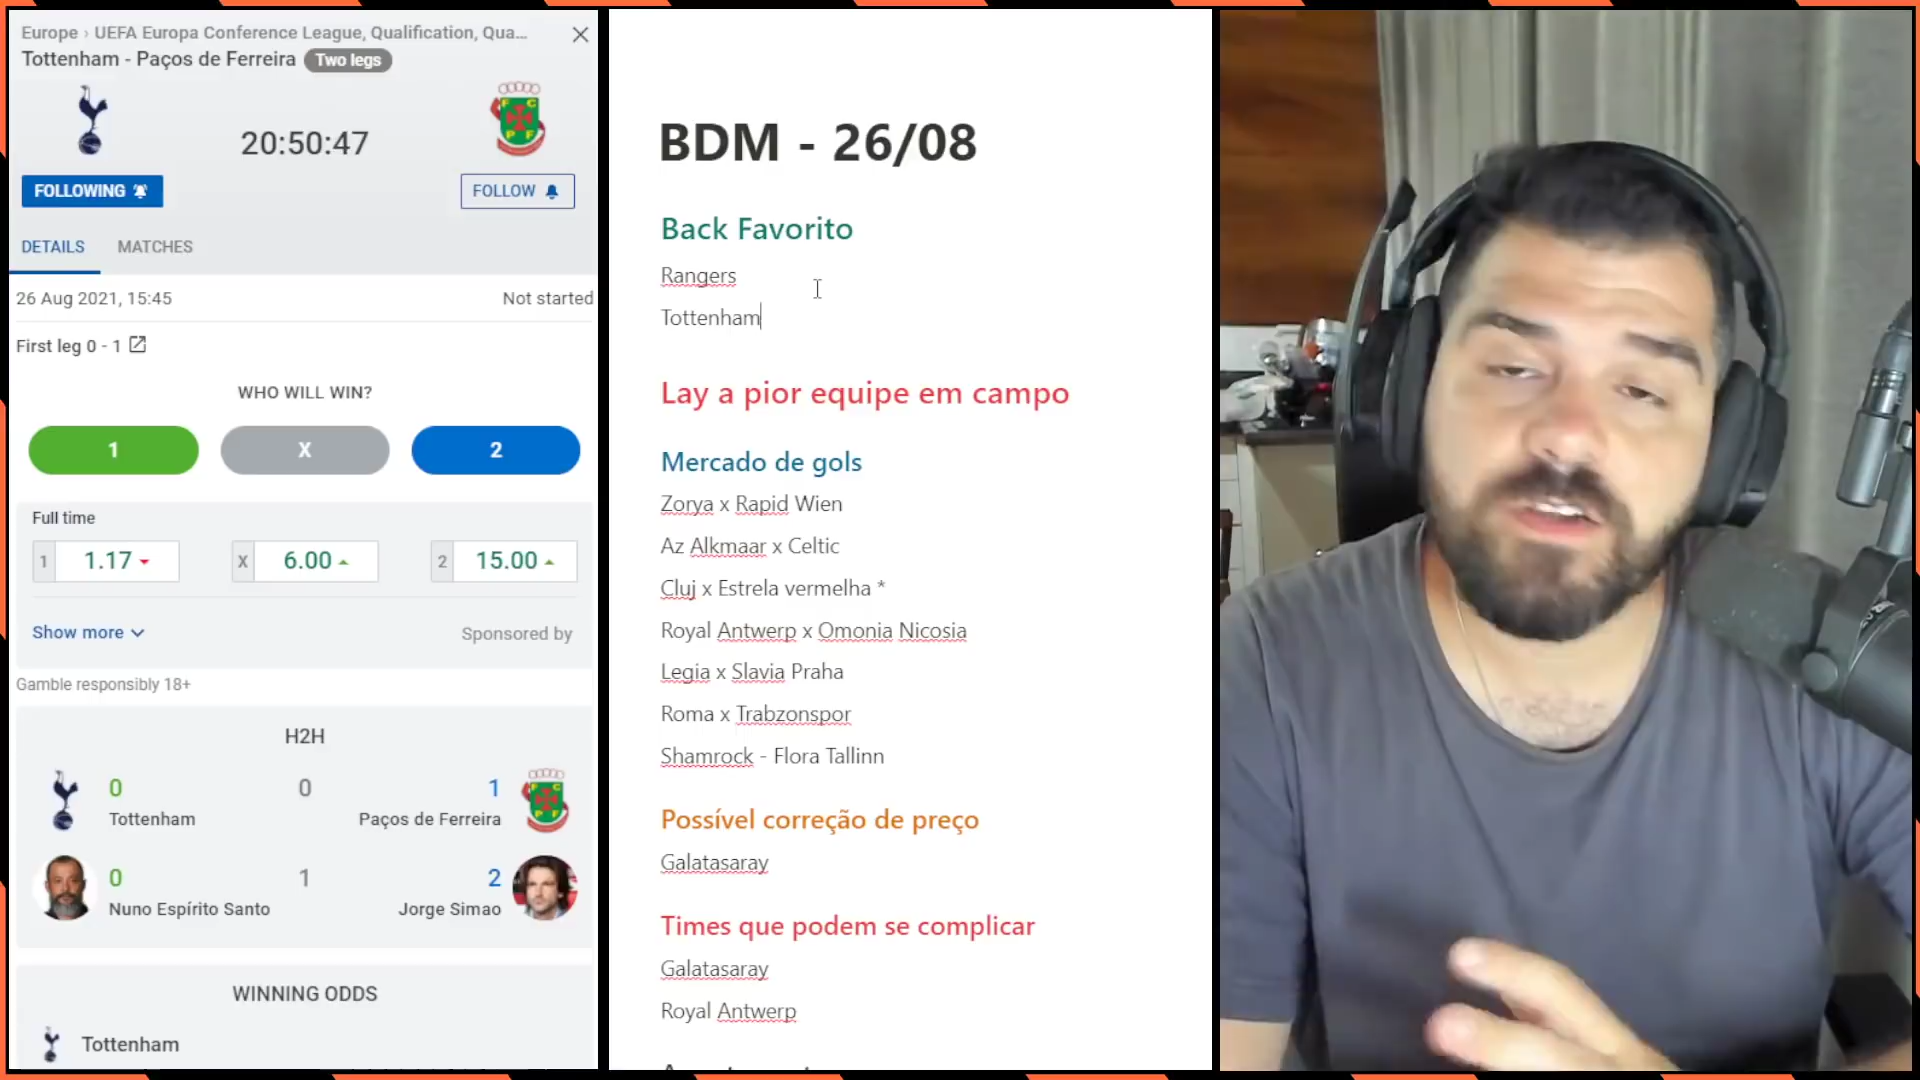 Europe › UEFA Europa Conference League, Qualification, Qua...
Tottenham - Paços de Ferreira Two legs
20:50:47
FOLLOWING
FOLLOW
DETAILS MATCHES
26 Aug 2021, 15:45 Not started
First leg 0 - 1
WHO WILL WIN?
1 X 2
Full time
1 1.17 X 6.00 2 15.00
Show more Sponsored by
Gamble responsibly 18+
H2H
0 0 1
Tottenham Paços de Ferreira
0 1 2
Nuno Espírito Santo Jorge Simao
WINNING ODDS
Tottenham
BDM - 26/08
Back Favorito
Rangers
Tottenham
Lay a pior equipe em campo
Mercado de gols
Zorya x Rapid Wien
Az Alkmaar x Celtic
Cluj x Estrela vermelha *
Royal Antwerp x Omonia Nicosia
Legia x Slavia Praha
Roma x Trabzonspor
Shamrock - Flora Tallinn
Possível correção de preço
Galatasaray
Times que podem se complicar
Galatasaray
Royal Antwerp